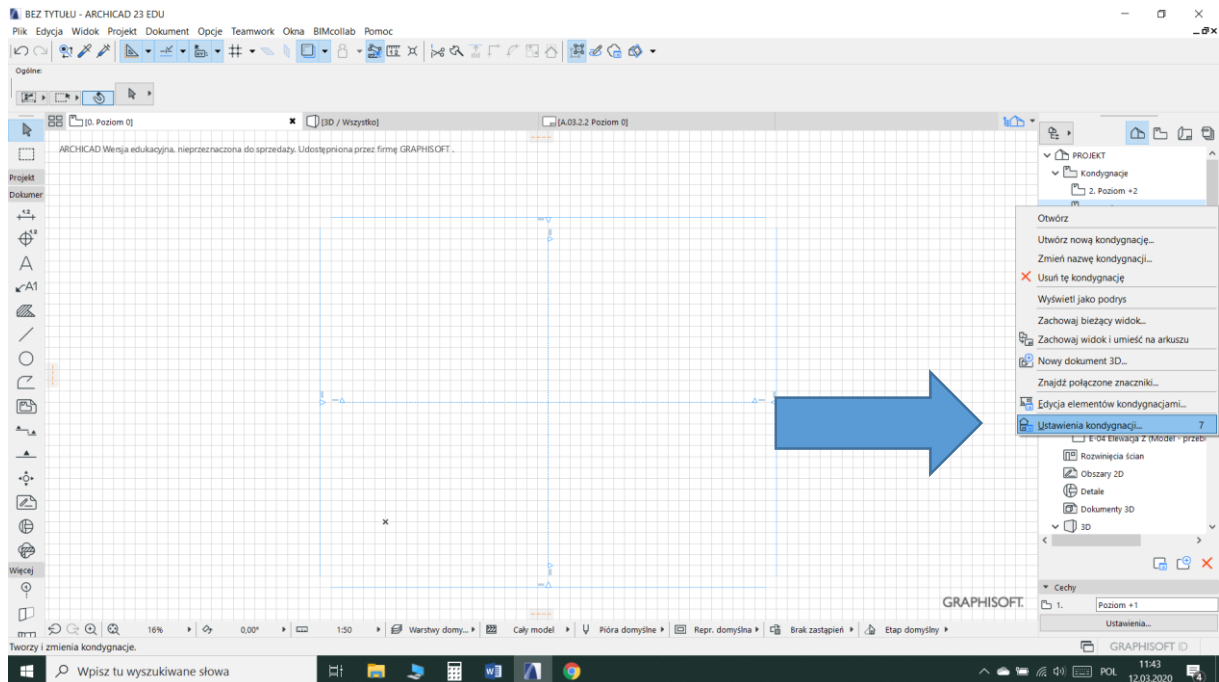 BEZ TYTUŁU - ARCHICAD 23 EDU
Plik Edycja Widok Projekt Dokument Opcje Teamwork Okna BIMcollab Pomoc
Ogólne:
[0. Poziom 0]
[3D / Wszystko]
[A.03.2.2 Poziom 0]
ARCHICAD Wersja edukacyjna, nieprzeznaczona do sprzedaży. Udostępniona przez firmę GRAPHISOFT .
Projekt
Dokumer
A1
Więcej
PROJEKT
Kondygnacje
2. Poziom +2
Otwórz
Utwórz nową kondygnację...
Zmień nazwę kondygnacji...
Usuń tę kondygnację
Wyświetl jako podrys
Zachowaj bieżący widok...
Zachowaj widok i umieść na arkuszu
Nowy dokument 3D...
Znajdź połączone znaczniki...
Edycja elementów kondygnacjami...
Ustawienia kondygnacji... 7
E-04 Elewacja Z (Model - przebi
Rozwinięcia ścian
Obszary 2D
Detale
Dokumenty 3D
3D
Cechy
1. Poziom +1
Ustawienia...
GRAPHISOFT.
16% 0,00° 1:50 Warstwy domy... Cały model Pióra domyślne Repr. domyślna Brak zastąpień Etap domyślny
Tworzy i zmienia kondygnacje.
GRAPHISOFT ID
Wpisz tu wyszukiwane słowa
POL
11:43
12.03.2020